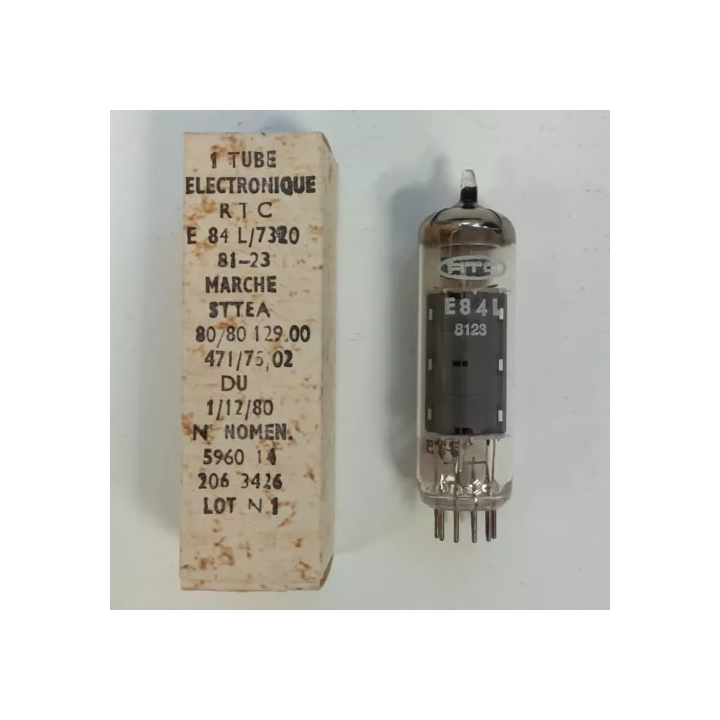 1 TUBE
ELECTRONIQUE
RTC
E 84 L/7320
81-23
MARCHE
STTEA
80/80 129.00
471/75,02
DU
1/12/80
N° NOMEN.
5960 14
206 3426
LOT N 1
RTC
E84L
8123